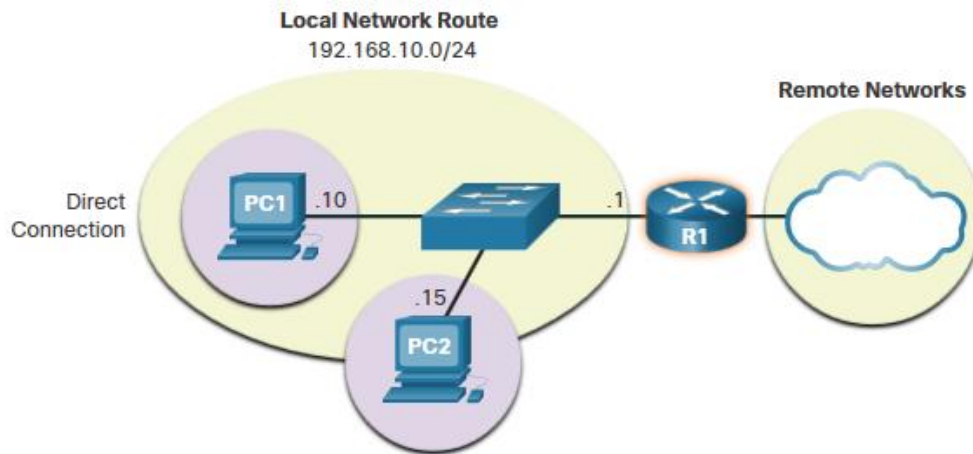 Local Network Route
192.168.10.0/24
Remote Networks
Direct
Connection
PC1
.10
.1
R1
.15
PC2